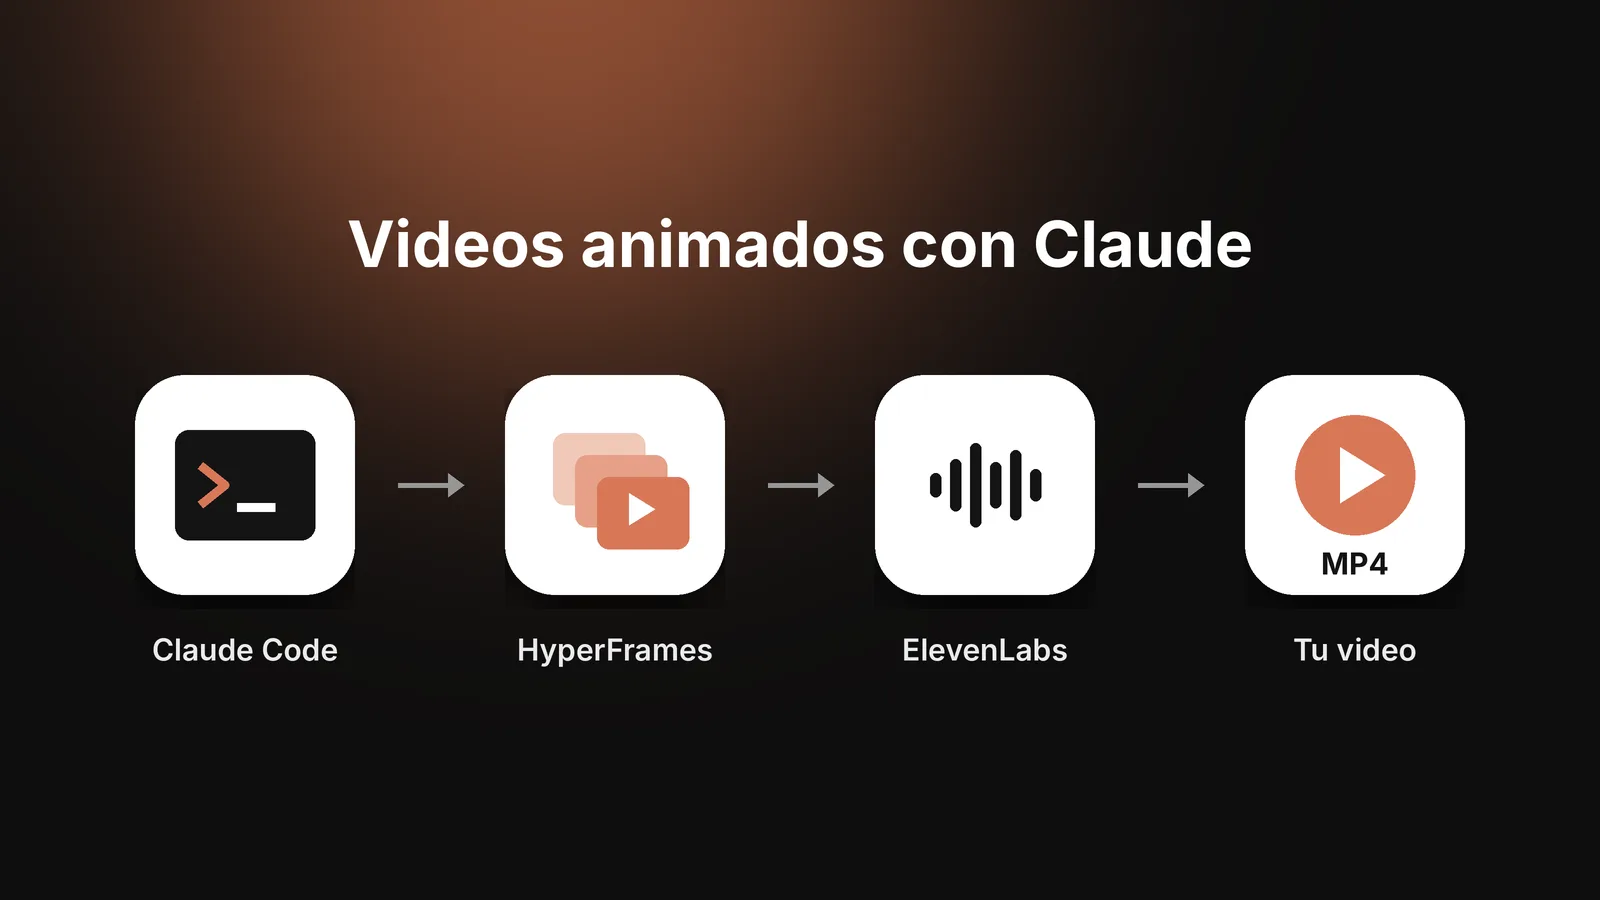 Videos animados con Claude
MP4
Claude Code
HyperFrames
ElevenLabs
Tu video